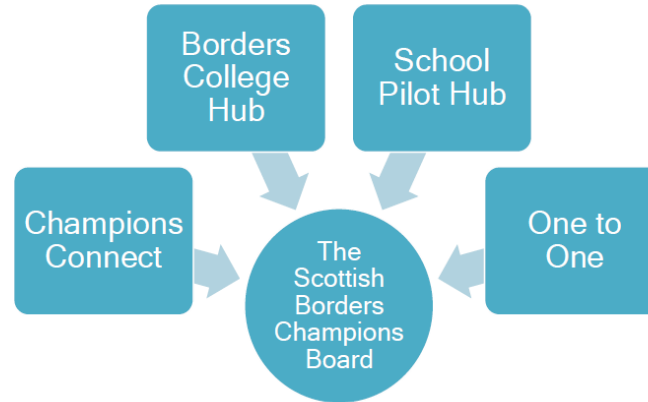 Borders
College
Hub
School
Pilot Hub
Champions
Connect
One to
One
The
Scottish
Borders
Champions
Board